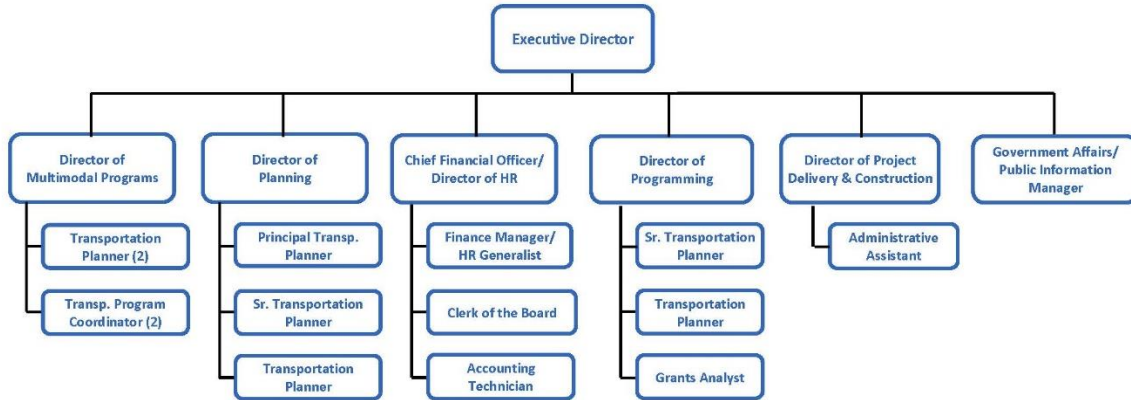 Executive Director
Director of
Multimodal Programs
Transportation
Planner (2)
Transp. Program
Coordinator (2)
Director of
Planning
Principal Transp.
Planner
Sr. Transportation
Planner
Transportation
Planner
Chief Financial Officer/
Director of HR
Finance Manager/
HR Generalist
Clerk of the Board
Accounting
Technician
Director of
Programming
Sr. Transportation
Planner
Transportation
Planner
Grants Analyst
Director of Project
Delivery & Construction
Administrative
Assistant
Government Affairs/
Public Information
Manager